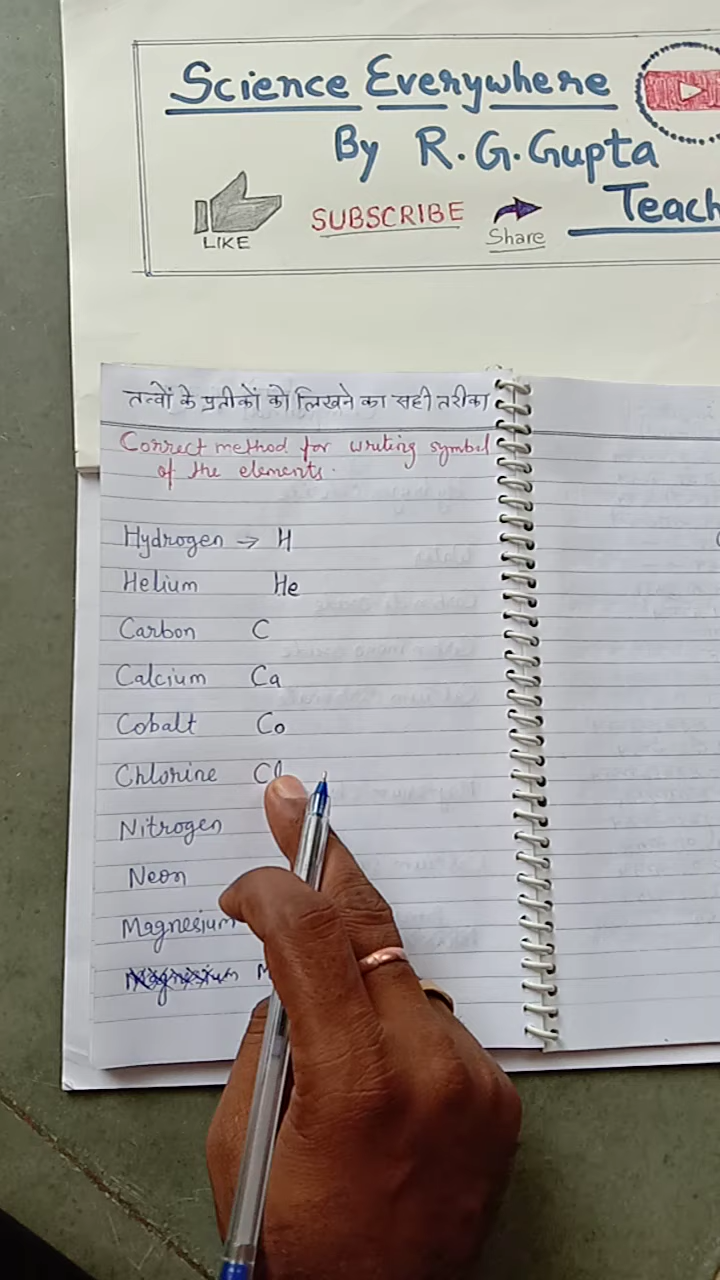 Science Everywhere
By R.G.Gupta
LIKE SUBSCRIBE Share
तत्वों के प्रतीकों को लिखने का सही तरीका
Correct method for writing symbol
of the elements.
Hydrogen → H
Helium He
Carbon C
Calcium Ca
Cobalt Co
Chlorine Cl
Nitrogen
Neon
Magnesium